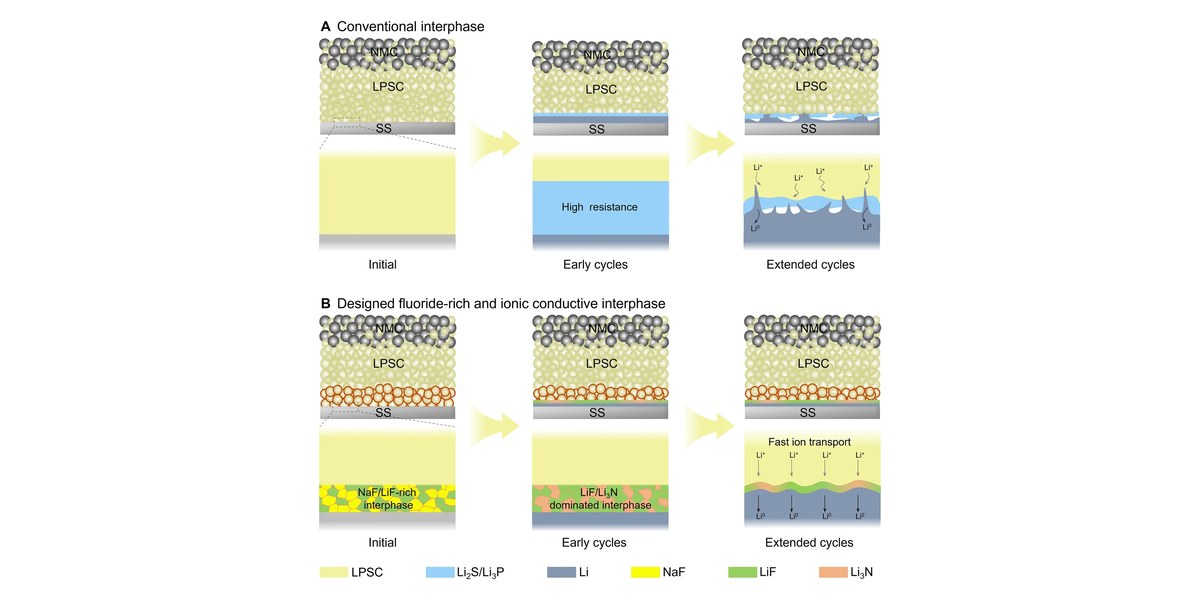 A Conventional interphase
NMC
LPSC
SS
NMC
LPSC
SS
NMC
LPSC
SS
High resistance
Li⁺
Li⁺
Li⁺
Li⁺
Li⁰
Li⁰
Initial
Early cycles
Extended cycles
B Designed fluoride-rich and ionic conductive interphase
NMC
LPSC
SS
NMC
LPSC
SS
NMC
LPSC
SS
NaF/LiF-rich
interphase
LiF/Li₃N
dominated interphase
Fast ion transport
Li⁺
Li⁺
Li⁺
Li⁺
Li⁰
Li⁰
Li⁰
Li⁰
Initial
Early cycles
Extended cycles
LPSC
Li₂S/Li₃P
Li
NaF
LiF
Li₃N